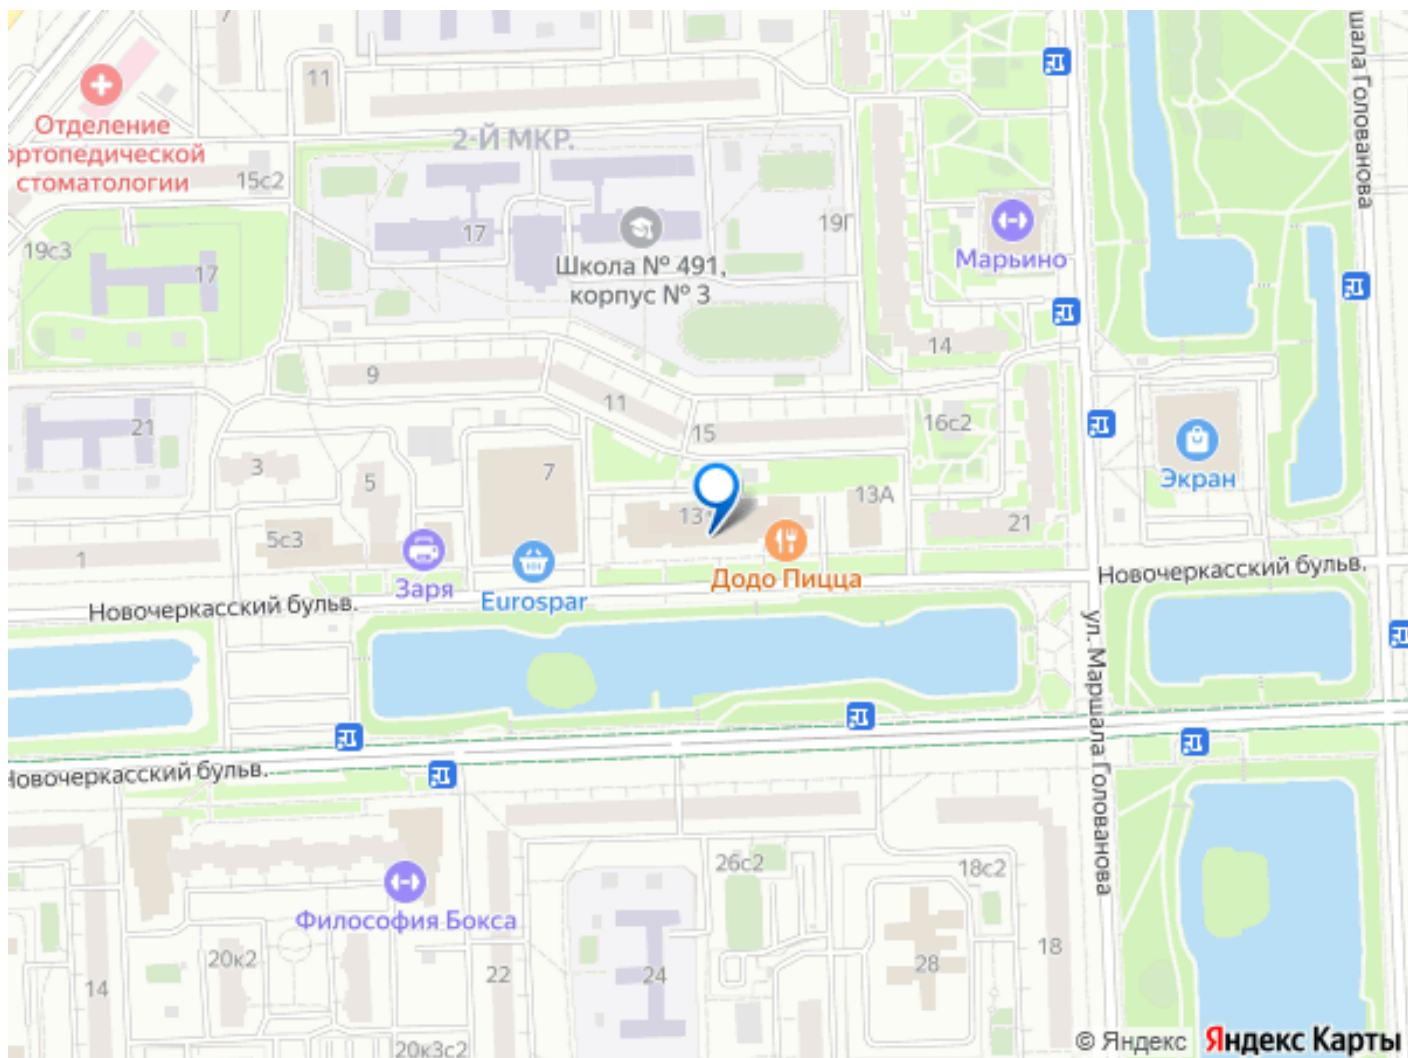 7
11
Отделение
ортопедической
стоматологии
2-Й МКР.
15с2
19с3
17
17
19Г
Школа № 491,
корпус № 3
Марьино
шала Голованова
14
9
11
15
16с2
21
3
5
7
13
13А
21
Экран
5с3
1
Заря
Eurospar
Додо Пицца
Новочеркасский бульв.
Новочеркасский бульв.
ул. Маршала Голованова
Новочеркасский бульв.
26с2
18с2
Философия Бокса
20к2
22
24
28
18
14
20к3с2
© Яндекс
Яндекс Карты